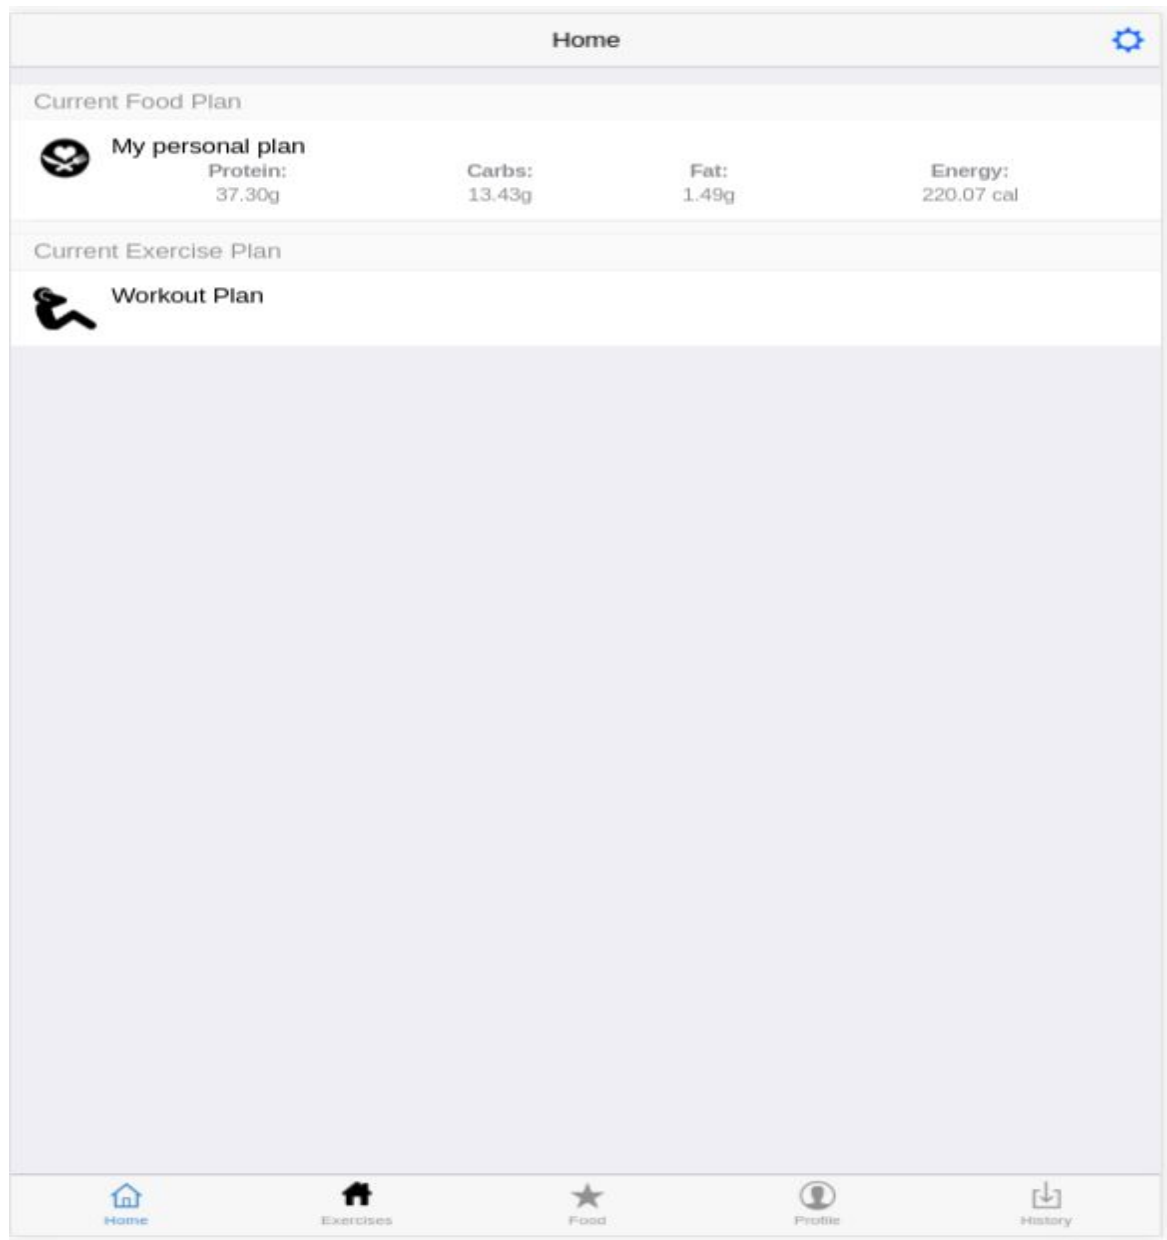 Home
Current Food Plan
My personal plan
Protein: Carbs: Fat: Energy:
37.30g 13.43g 1.49g 220.07 cal
Current Exercise Plan
Workout Plan
Home Exercises Food Profile History